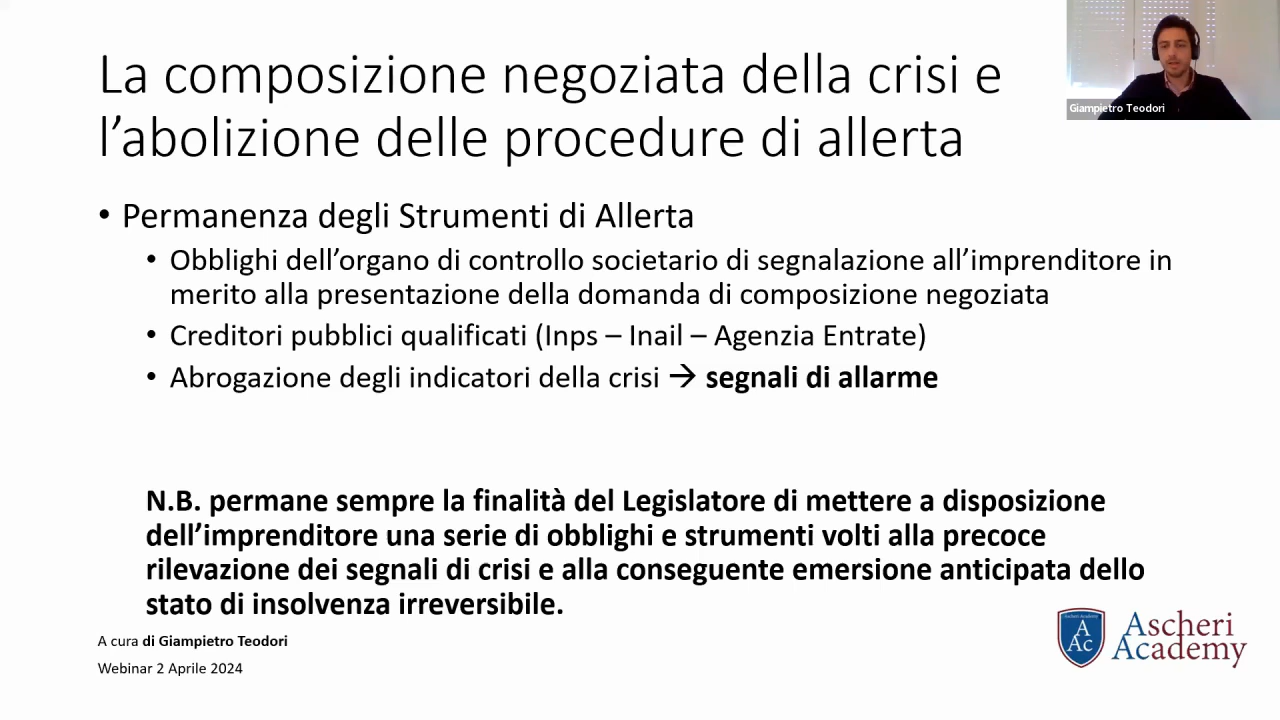 La composizione negoziata della crisi e
l’abolizione delle procedure di allerta
Giampietro Teodori
• Permanenza degli Strumenti di Allerta
• Obblighi dell’organo di controllo societario di segnalazione all’imprenditore in
merito alla presentazione della domanda di composizione negoziata
• Creditori pubblici qualificati (Inps – Inail – Agenzia Entrate)
• Abrogazione degli indicatori della crisi → segnali di allarme
N.B. permane sempre la finalità del Legislatore di mettere a disposizione
dell’imprenditore una serie di obblighi e strumenti volti alla precoce
rilevazione dei segnali di crisi e alla conseguente emersione anticipata dello
stato di insolvenza irreversibile.
A cura di Giampietro Teodori
Webinar 2 Aprile 2024
Ascheri Academy
A
Ac
Ascheri
Academy